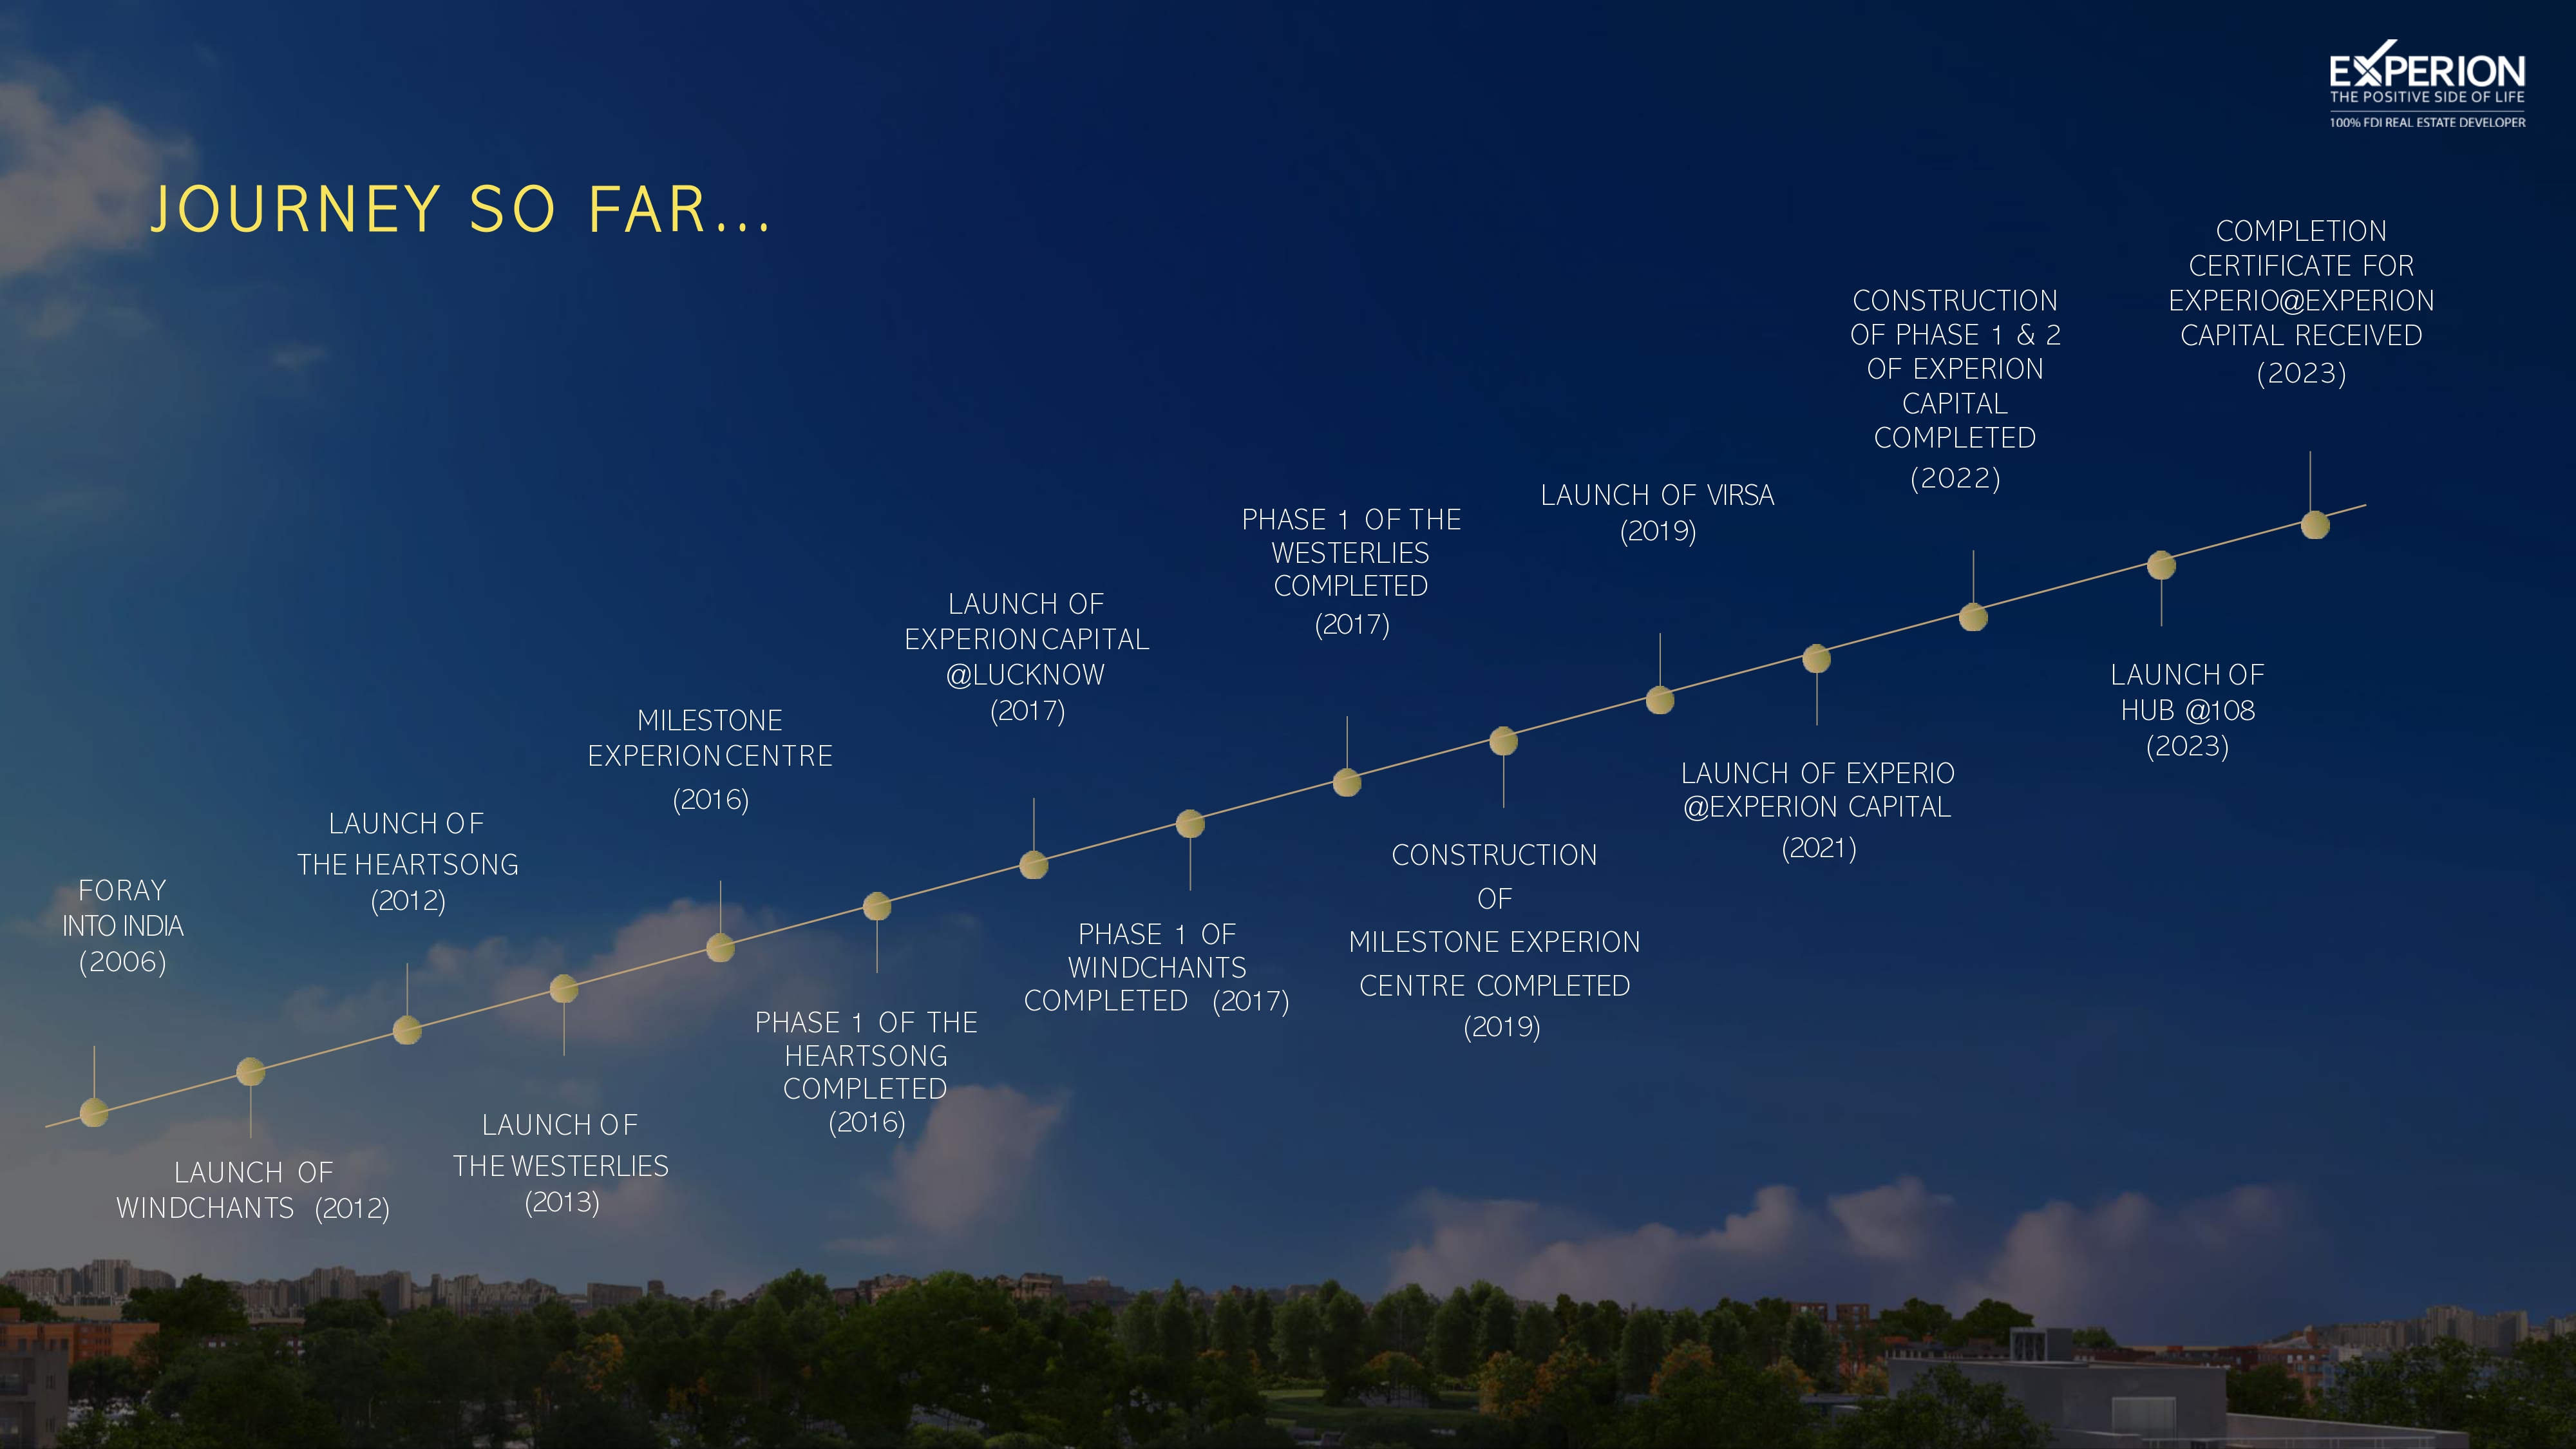 EXPERION
THE POSITIVE SIDE OF LIFE
100% FDI REAL ESTATE DEVELOPER
JOURNEY SO FAR...
FORAY
INTO INDIA
(2006)
LAUNCH OF
WINDCHANTS (2012)
LAUNCH OF
THE HEARTSONG
(2012)
LAUNCH OF
THE WESTERLIES
(2013)
MILESTONE
EXPERION CENTRE
(2016)
PHASE 1 OF THE
HEARTSONG
COMPLETED
(2016)
LAUNCH OF
EXPERION CAPITAL
@LUCKNOW
(2017)
PHASE 1 OF
WINDCHANTS
COMPLETED (2017)
PHASE 1 OF THE
WESTERLIES
COMPLETED
(2017)
CONSTRUCTION
OF
MILESTONE EXPERION
CENTRE COMPLETED
(2019)
LAUNCH OF VIRSA
(2019)
LAUNCH OF EXPERIO
@EXPERION CAPITAL
(2021)
CONSTRUCTION
OF PHASE 1 & 2
OF EXPERION
CAPITAL
COMPLETED
(2022)
LAUNCH OF
HUB @108
(2023)
COMPLETION
CERTIFICATE FOR
EXPERIO@EXPERION
CAPITAL RECEIVED
(2023)